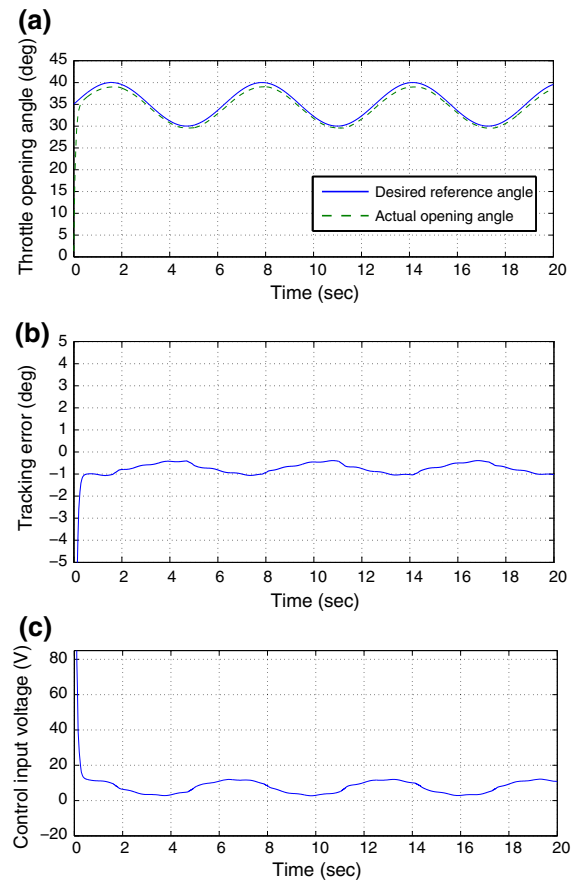 (a)
Throttle opening angle (deg)
45
40
35
30
25
20
15
10
5
0
Desired reference angle
Actual opening angle
0 2 4 6 8 10 12 14 16 18 20
Time (sec)
(b)
Tracking error (deg)
5
4
3
2
1
0
−1
−2
−3
−4
−5
0 2 4 6 8 10 12 14 16 18 20
Time (sec)
(c)
Control input voltage (V)
80
60
40
20
0
−20
0 2 4 6 8 10 12 14 16 18 20
Time (sec)